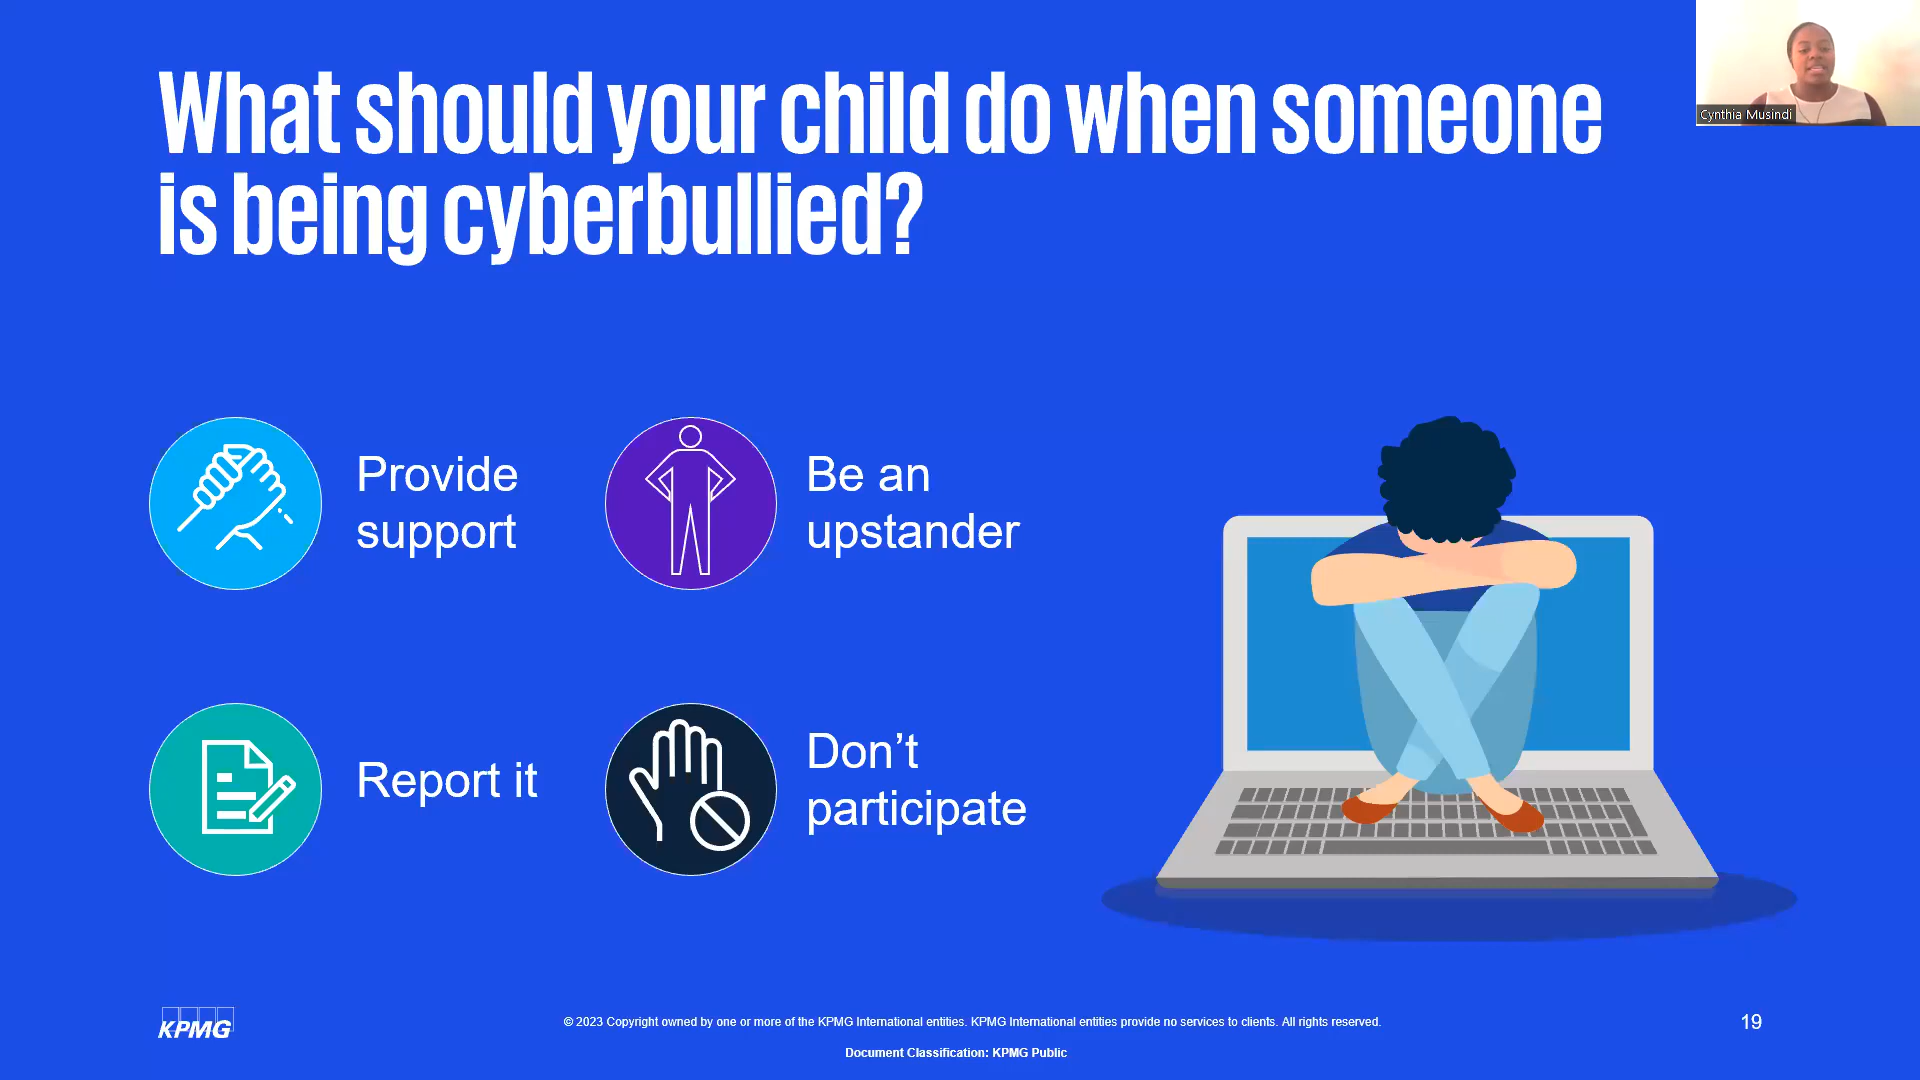 What should your child do when someone
is being cyberbullied?
Cynthia Musindi
Provide
support
Be an
upstander
Report it
Don’t
participate
KPMG
© 2023 Copyright owned by one or more of the KPMG International entities. KPMG International entities provide no services to clients. All rights reserved.
19
Document Classification: KPMG Public